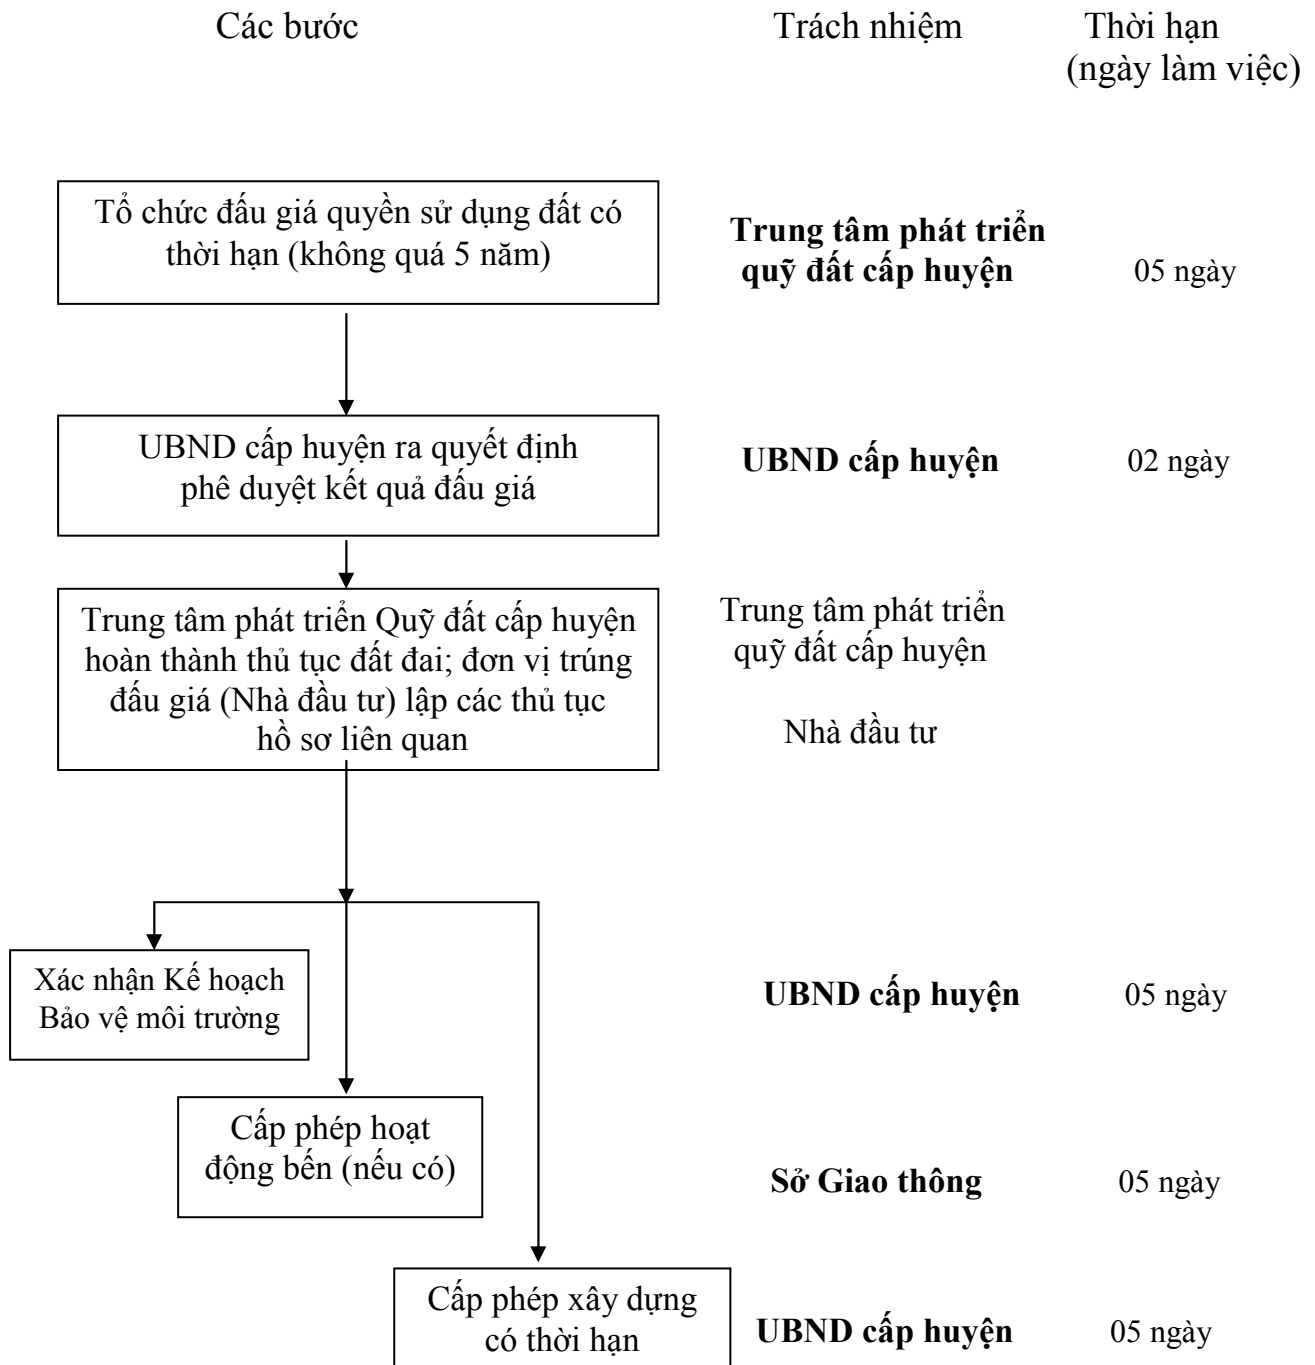 Các bước Trách nhiệm Thời hạn
(ngày làm việc)
Tổ chức đấu giá quyền sử dụng đất có
thời hạn (không quá 5 năm)
Trung tâm phát triển
quỹ đất cấp huyện 05 ngày
UBND cấp huyện ra quyết định
phê duyệt kết quả đấu giá
UBND cấp huyện 02 ngày
Trung tâm phát triển Quỹ đất cấp huyện
hoàn thành thủ tục đất đai; đơn vị trúng
đấu giá (Nhà đầu tư) lập các thủ tục
hồ sơ liên quan
Trung tâm phát triển
quỹ đất cấp huyện
Nhà đầu tư
Xác nhận Kế hoạch
Bảo vệ môi trường
UBND cấp huyện 05 ngày
Cấp phép hoạt
động bến (nếu có)
Sở Giao thông 05 ngày
Cấp phép xây dựng
có thời hạn
UBND cấp huyện 05 ngày